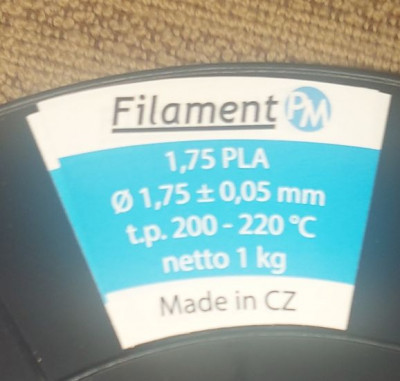 Filament PM
1,75 PLA
Ø 1,75 ± 0,05 mm
t.p. 200 - 220 °C
netto 1 kg
Made in CZ